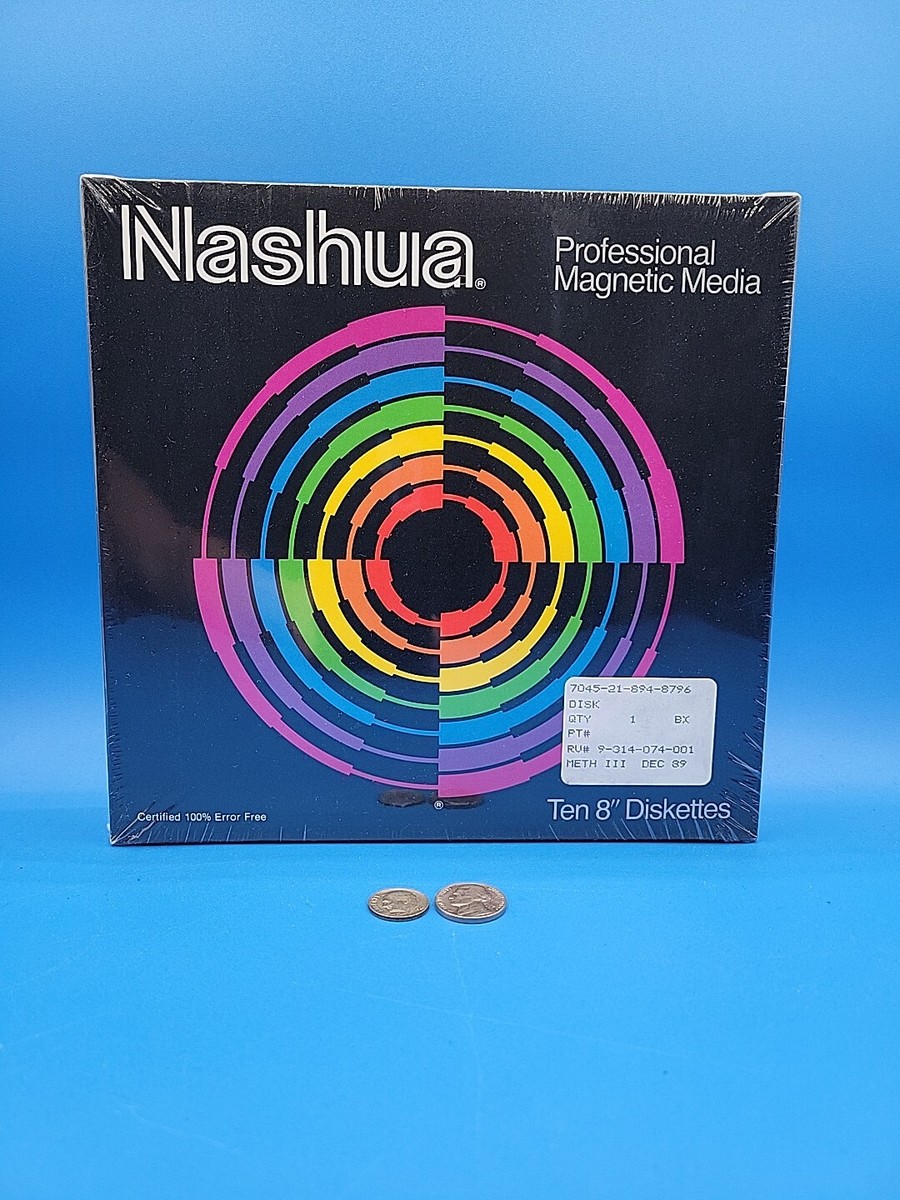 Nashua®
Professional
Magnetic Media
7045-21-894-8796
DISK
QTY 1 BX
PT#
RV# 9-314-074-001
METH III DEC 89
®
Ten 8" Diskettes
Certified 100% Error Free